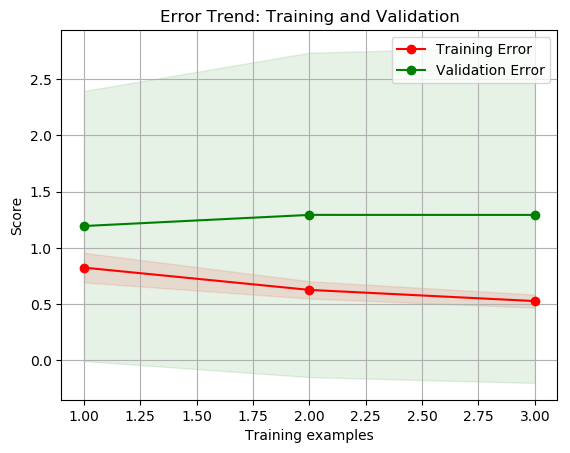 Error Trend: Training and Validation
Training Error
Validation Error
Score
2.5
2.0
1.5
1.0
0.5
0.0
1.00 1.25 1.50 1.75 2.00 2.25 2.50 2.75 3.00
Training examples